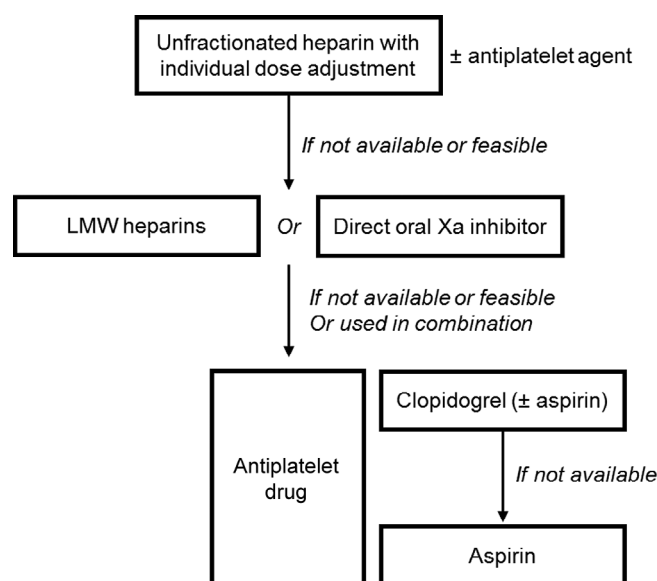 Unfractionated heparin with
individual dose adjustment
± antiplatelet agent
If not available or feasible
LMW heparins
Or
Direct oral Xa inhibitor
If not available or feasible
Or used in combination
Antiplatelet
drug
Clopidogrel (± aspirin)
If not available
Aspirin